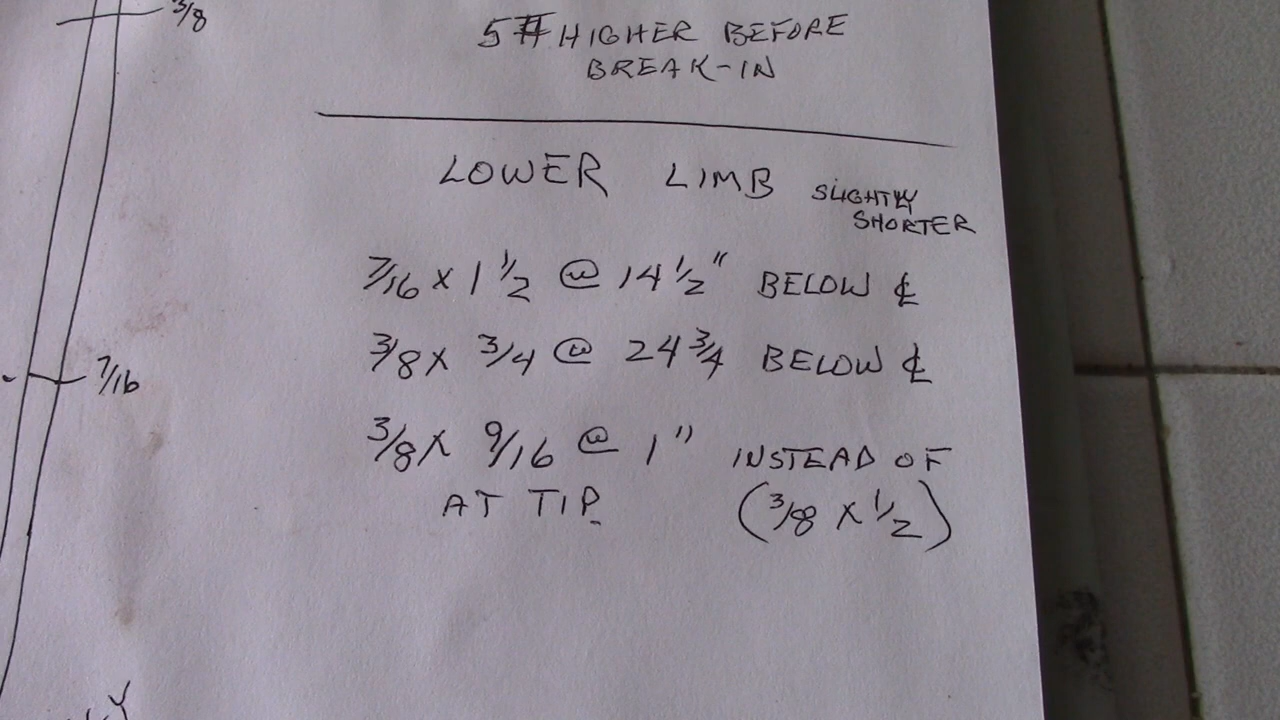 3/8
5# HIGHER BEFORE
BREAK-IN
LOWER LIMB SLIGHTLY
SHORTER
7/16 x 1 1/2 @ 14 1/2" BELOW ℄
3/8 x 3/4 @ 24 3/4 BELOW ℄
7/16
3/8 x 9/16 @ 1" INSTEAD OF
AT TIP. (3/8 x 1/2)